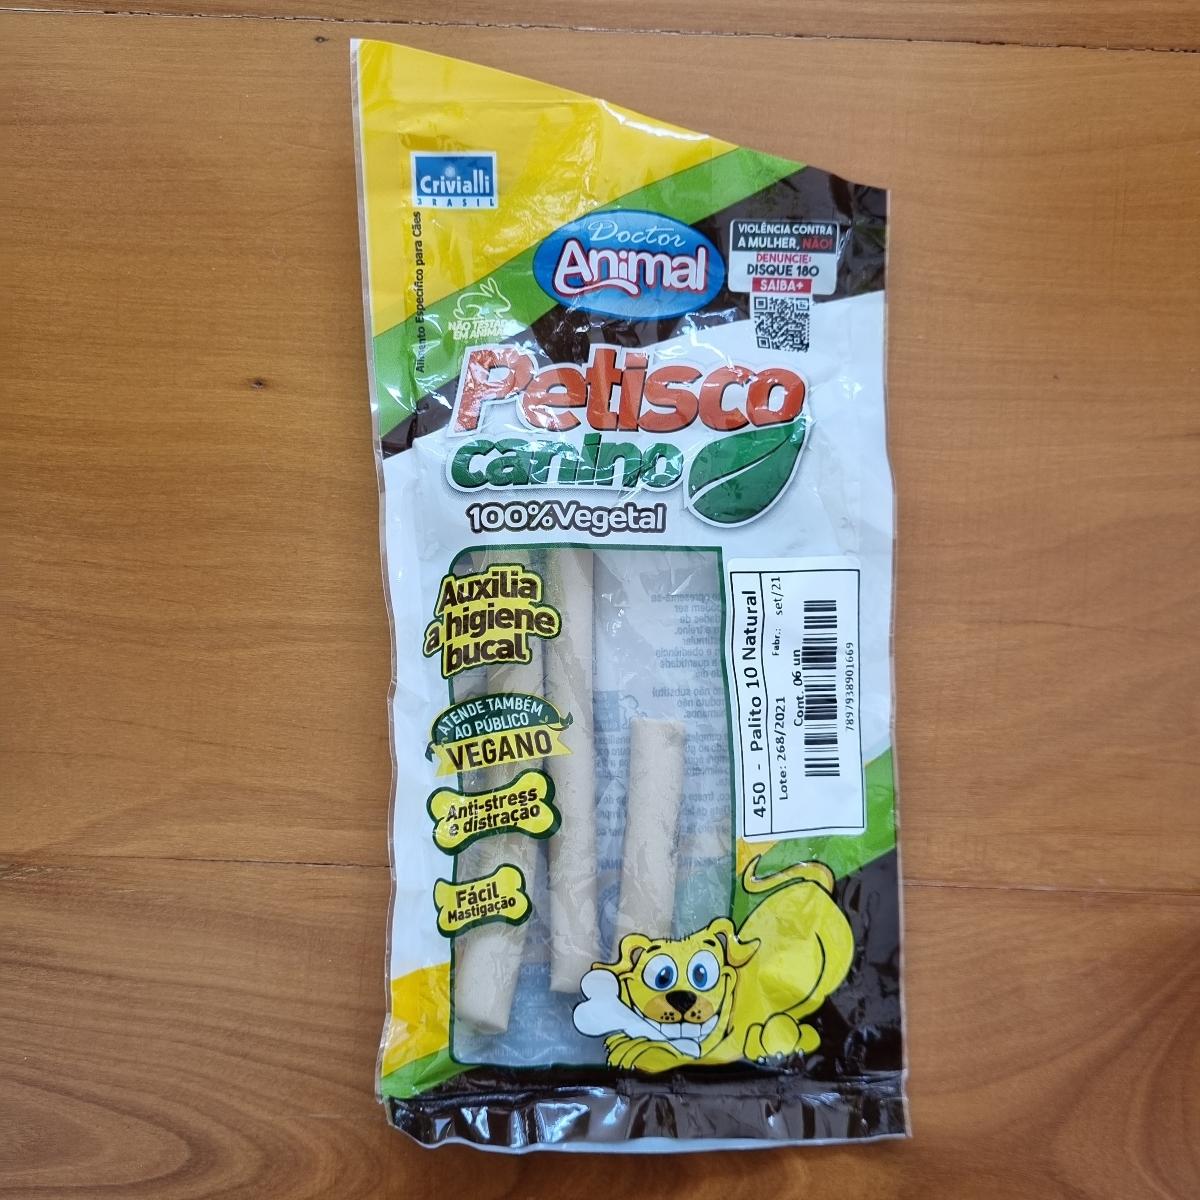 Crivialli
BRASIL
Alimento Específico para Cães
Doctor
Animal
VIOLÊNCIA CONTRA
A MULHER, NÃO!
DENUNCIE:
DISQUE 180
SAIBA+
NÃO TESTADO
EM ANIMAIS
Petisco
canino
100%Vegetal
Auxilia
a higiene
bucal
ATENDE TAMBÉM
AO PÚBLICO
VEGANO
Anti-stress
e distração
Fácil
Mastigação
450 - Palito 10 Natural
Lote: 268/2021 Fabr.: set/21
Cont. 06 un
7897938901669